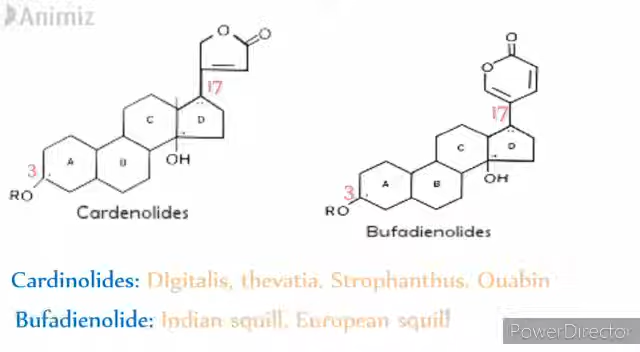 Animiz
O
O
17
C
D
A
B
OH
3
RO
Cardenolides
O
O
17
C
D
A
B
OH
3
RO
Bufadienolides
Cardinolides: DIgitalis, thevatia, Strophanthus, Ouabin
Bufadienolide: Indian squill, European squill
PowerDirector